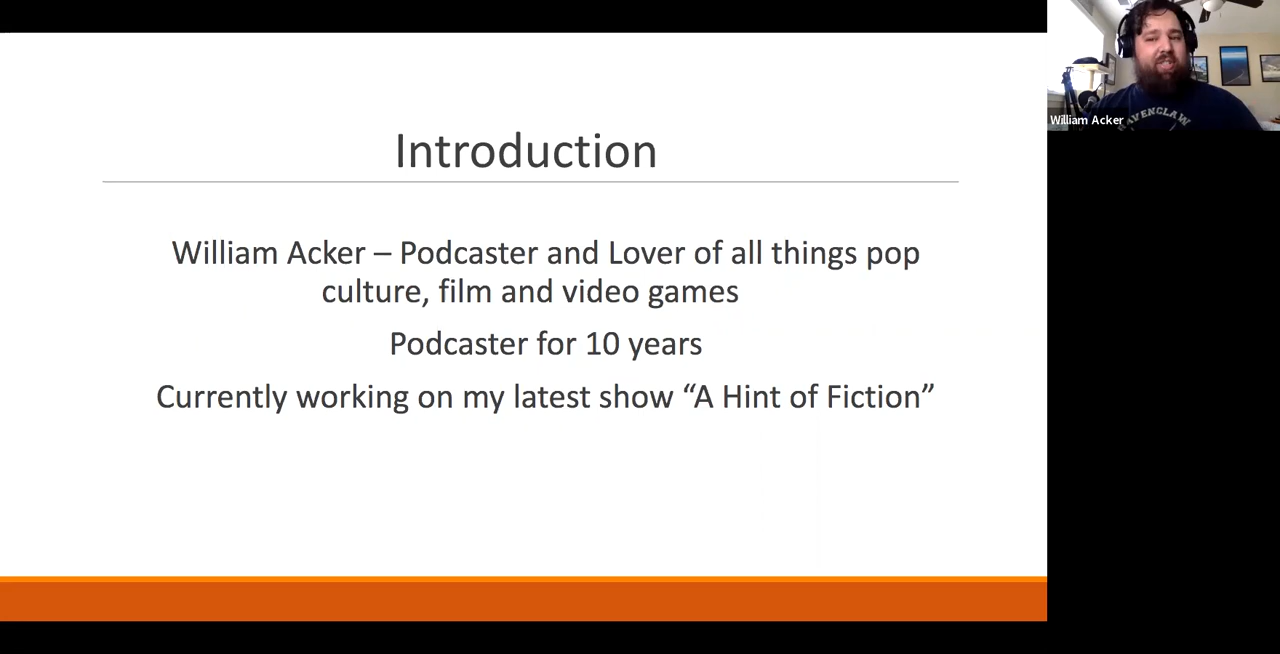 Introduction
William Acker – Podcaster and Lover of all things pop
culture, film and video games
Podcaster for 10 years
Currently working on my latest show “A Hint of Fiction”
William Acker
AVENCLAW